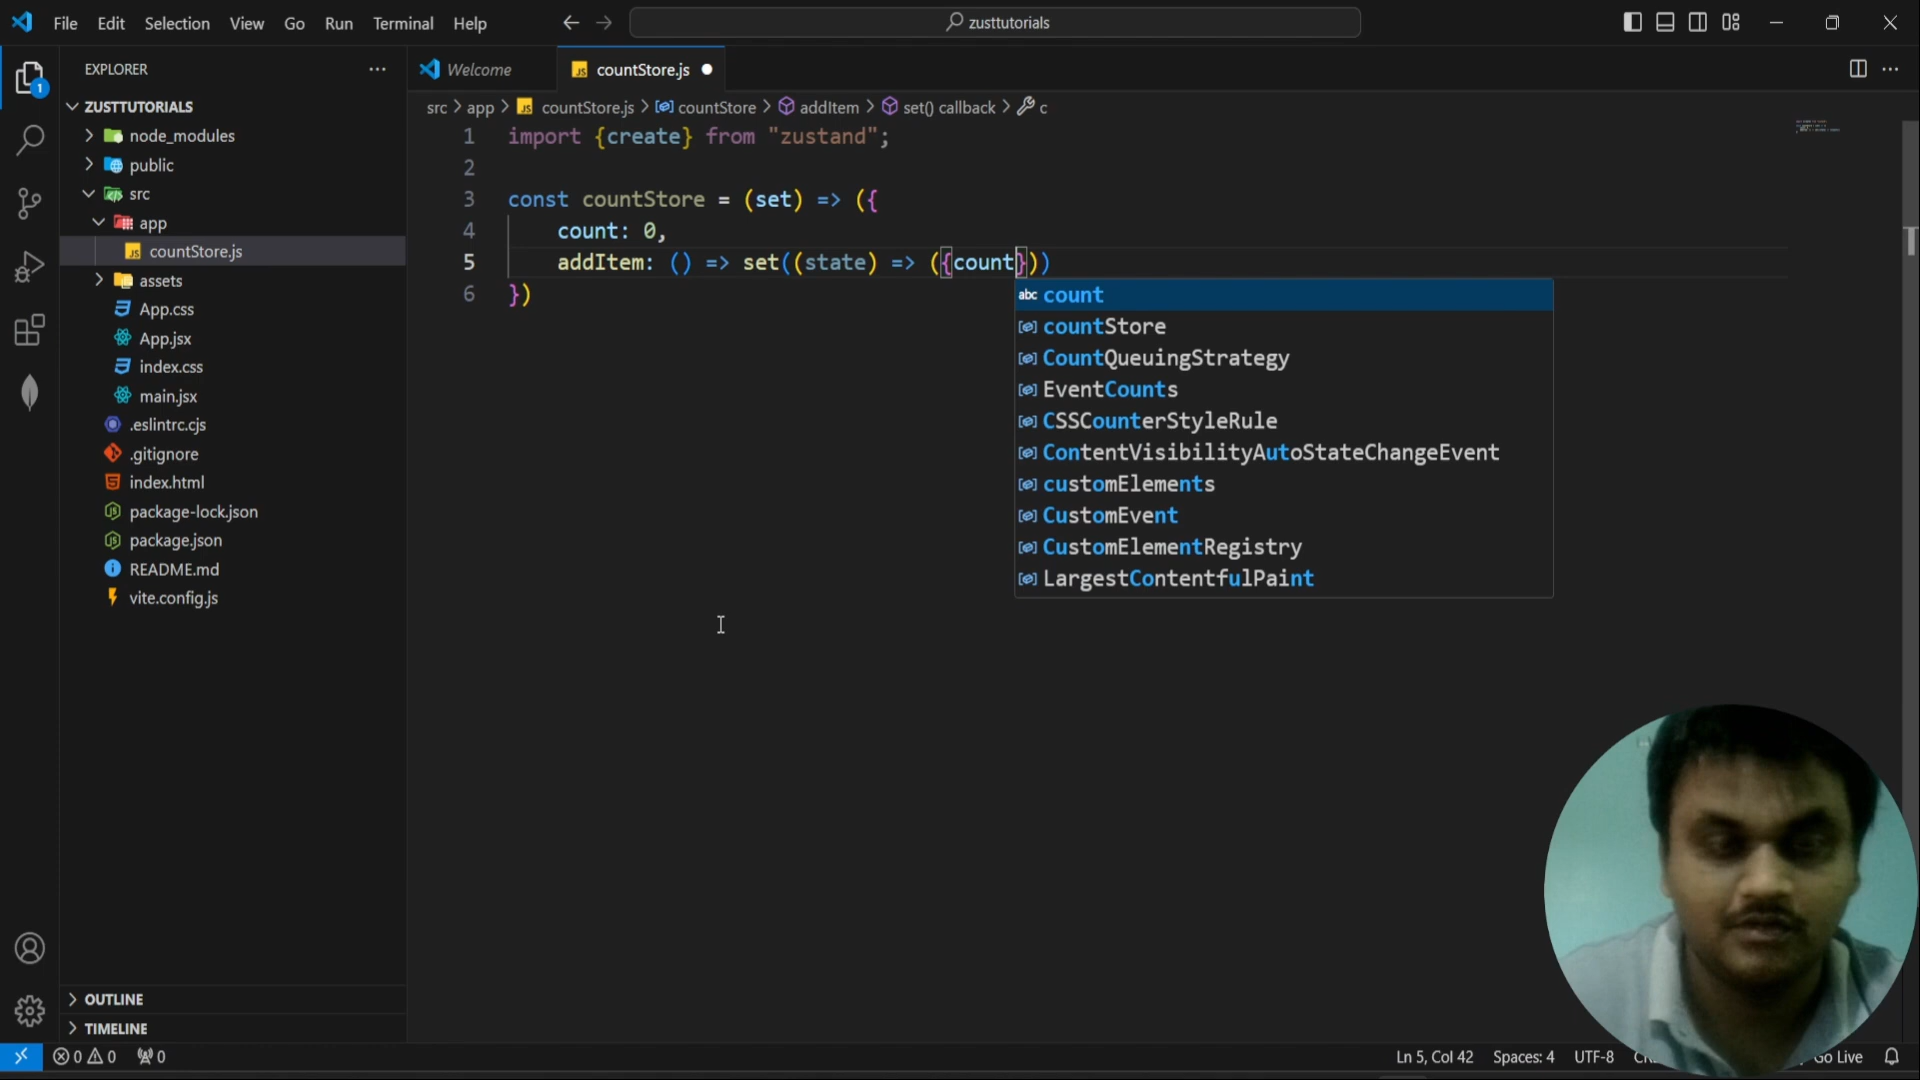 File Edit Selection View Go Run Terminal Help
zusttutorials
EXPLORER
Welcome
countStore.js
src > app > countStore.js > countStore > addItem > set() callback > c
ZUSTTUTORIALS
node_modules
public
src
app
countStore.js
assets
App.css
App.jsx
index.css
main.jsx
.eslintrc.cjs
.gitignore
index.html
package-lock.json
package.json
README.md
vite.config.js
1 import {create} from "zustand";
2
3 const countStore = (set) => ({
4 count: 0,
5 addItem: () => set((state) => ({count}))
6 })
abc count
countStore
CountQueuingStrategy
EventCounts
CSSCounterStyleRule
ContentVisibilityAutoStateChangeEvent
customElements
CustomEvent
CustomElementRegistry
LargestContentfulPaint
1
OUTLINE
TIMELINE
0 0 0
Ln 5, Col 42 Spaces: 4 UTF-8 Go Live